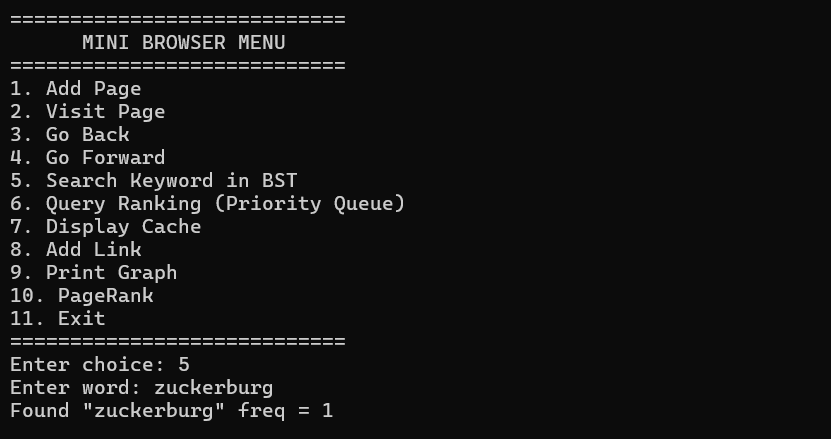 ============================
      MINI BROWSER MENU
============================
1. Add Page
2. Visit Page
3. Go Back
4. Go Forward
5. Search Keyword in BST
6. Query Ranking (Priority Queue)
7. Display Cache
8. Add Link
9. Print Graph
10. PageRank
11. Exit
============================
Enter choice: 5
Enter word: zuckerburg
Found "zuckerburg" freq = 1